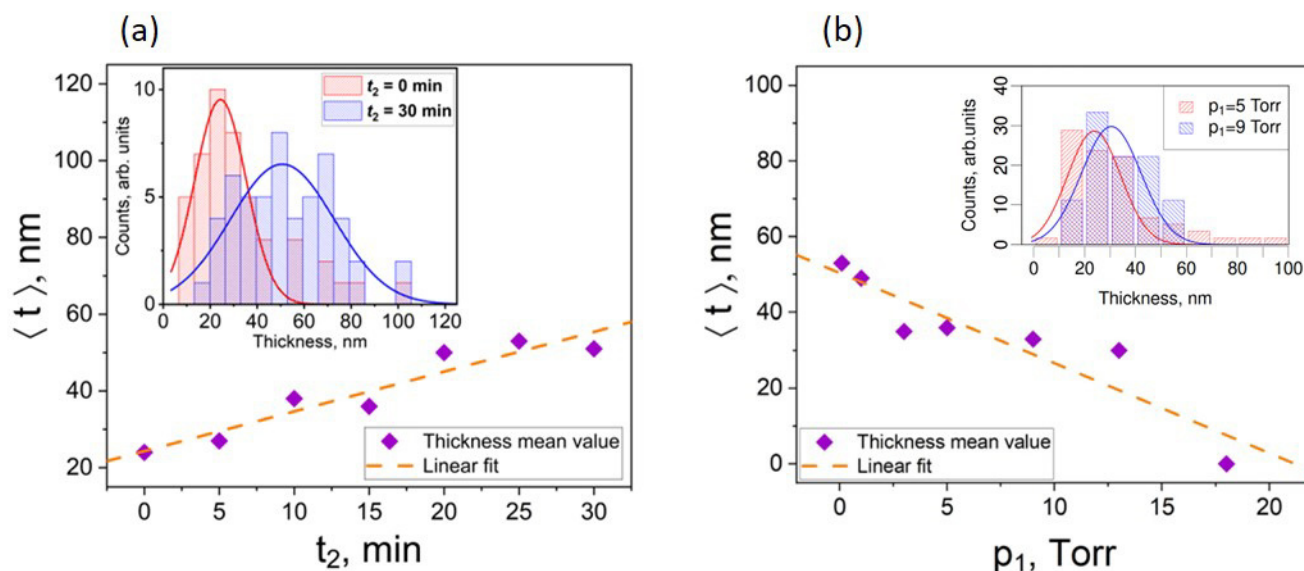 (a)
120
100
80
60
40
20
⟨ t ⟩, nm
0
5
10
15
20
25
30
t₂, min
Thickness mean value
Linear fit
10
5
0
Counts, arb. units
0
20
40
60
80
100
120
Thickness, nm
t₂ = 0 min
t₂ = 30 min
(b)
100
80
60
40
20
0
⟨ t ⟩, nm
0
5
10
15
20
p₁, Torr
Thickness mean value
Linear fit
40
30
20
10
0
Counts, arb.units
0
20
40
60
80
100
Thickness, nm
p₁=5 Torr
p₁=9 Torr